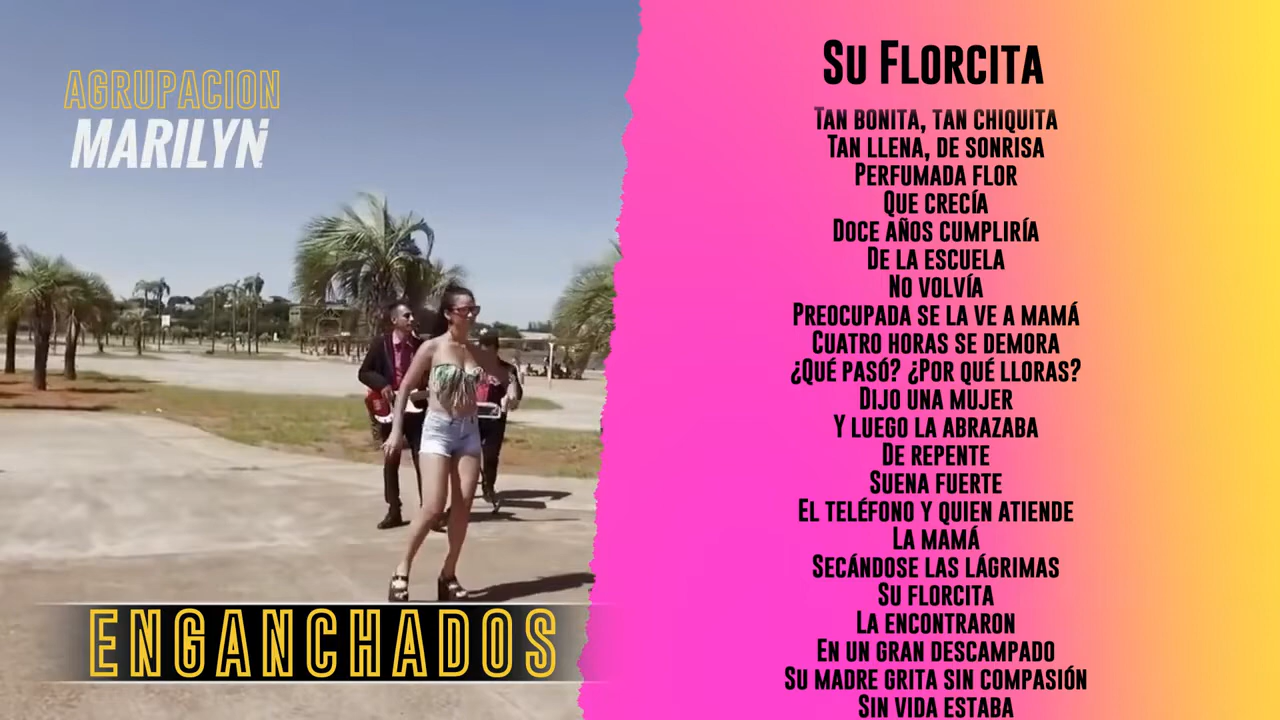 AGRUPACION
MARILYN
ENGANCHADOS
SU FLORCITA
TAN BONITA, TAN CHIQUITA
TAN LLENA, DE SONRISA
PERFUMADA FLOR
QUE CRECÍA
DOCE AÑOS CUMPLIRÍA
DE LA ESCUELA
NO VOLVÍA
PREOCUPADA SE LA VE A MAMÁ
CUATRO HORAS SE DEMORA
¿QUÉ PASÓ? ¿POR QUÉ LLORAS?
DIJO UNA MUJER
Y LUEGO LA ABRAZABA
DE REPENTE
SUENA FUERTE
EL TELÉFONO Y QUIEN ATIENDE
LA MAMÁ
SECÁNDOSE LAS LÁGRIMAS
SU FLORCITA
LA ENCONTRARON
EN UN GRAN DESCAMPADO
SU MADRE GRITA SIN COMPASIÓN
SIN VIDA ESTABA